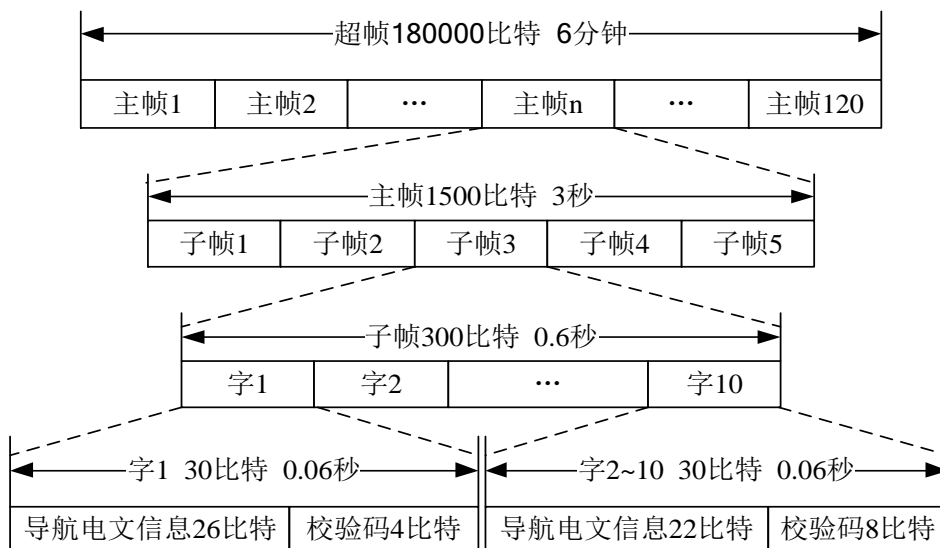 超帧180000比特 6分钟
主帧1 主帧2 … 主帧n … 主帧120
主帧1500比特 3秒
子帧1 子帧2 子帧3 子帧4 子帧5
子帧300比特 0.6秒
字1 字2 … 字10
字1 30比特 0.06秒 字2~10 30比特 0.06秒
导航电文信息26比特 校验码4比特 导航电文信息22比特 校验码8比特